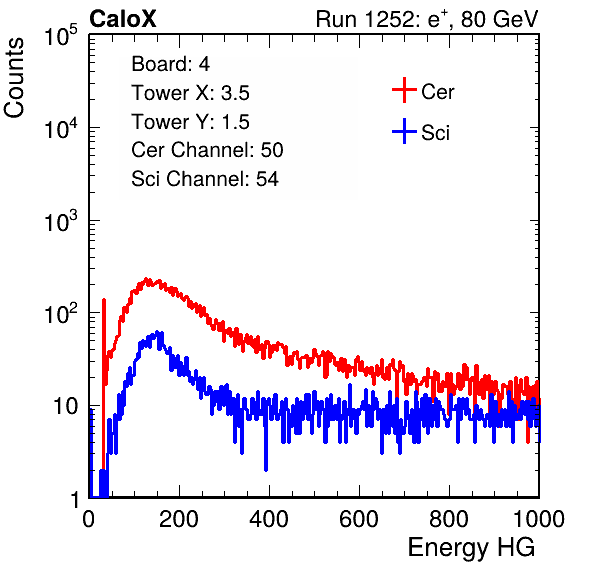 CaloX Run 1252: e⁺, 80 GeV
Counts
10⁵
10⁴
10³
10²
10
1
Board: 4
Tower X: 3.5
Tower Y: 1.5
Cer Channel: 50
Sci Channel: 54
Cer
Sci
0 200 400 600 800 1000
Energy HG